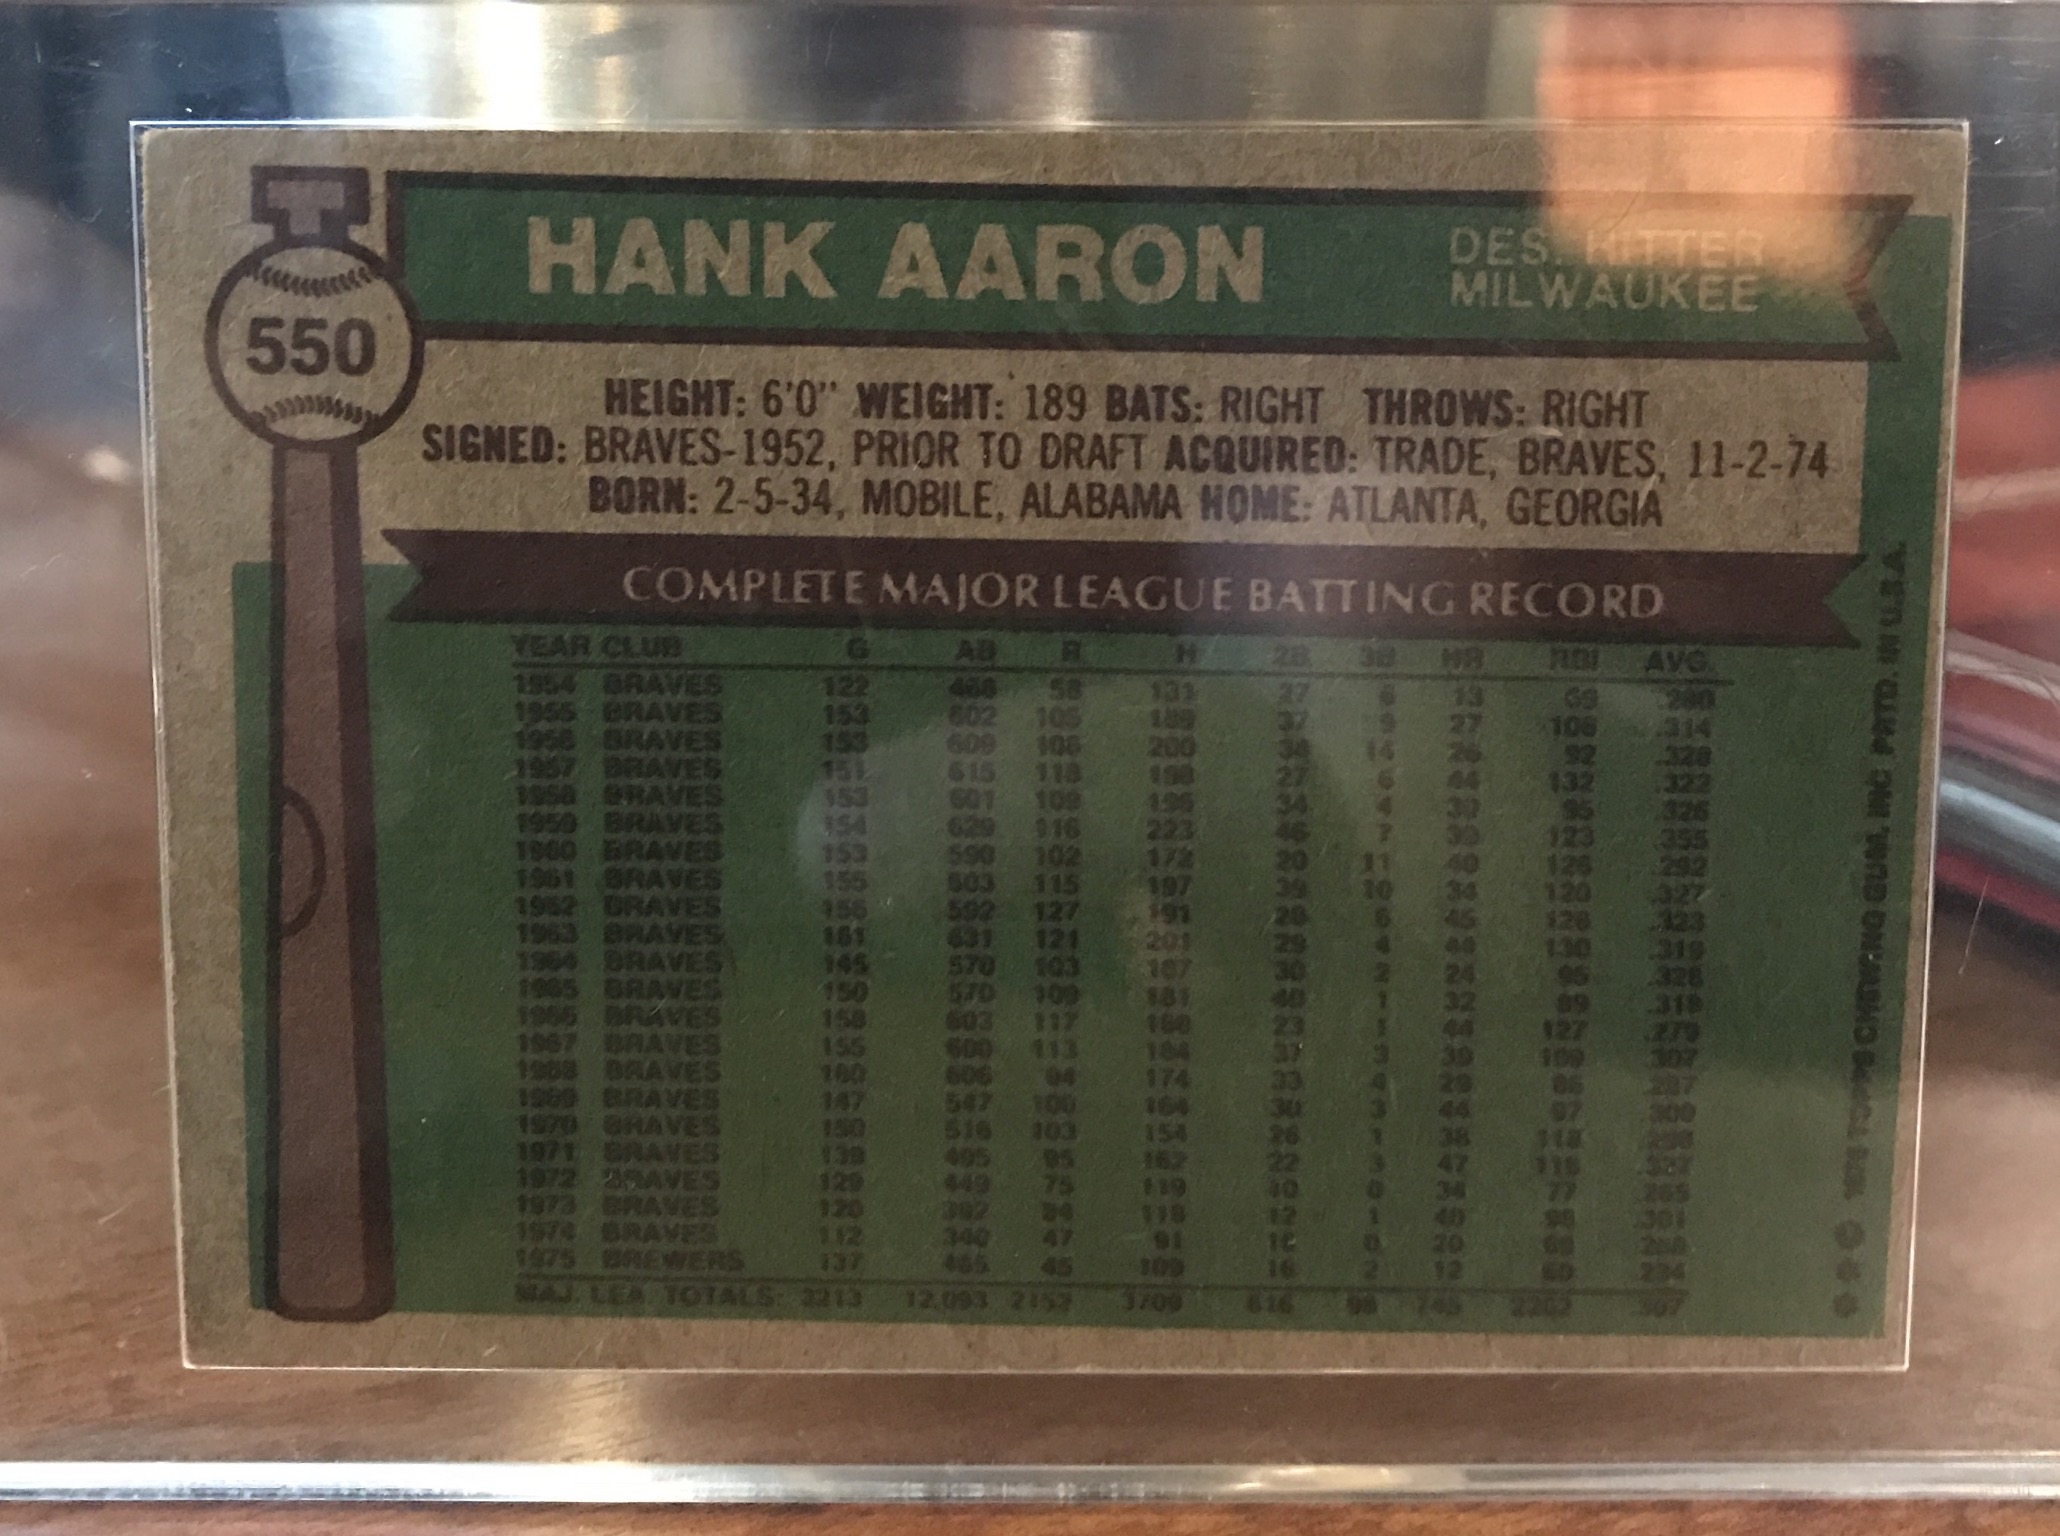 T
550
HANK AARON
DES. HITTER
MILWAUKEE
HEIGHT: 6'0" WEIGHT: 189 BATS: RIGHT THROWS: RIGHT
SIGNED: BRAVES-1952, PRIOR TO DRAFT ACQUIRED: TRADE, BRAVES, 11-2-74
BORN: 2-5-34, MOBILE, ALABAMA HOME: ATLANTA, GEORGIA
COMPLETE MAJOR LEAGUE BATTING RECORD
YEAR CLUB G AB R H 2B 3B HR RBI AVG.
1954 BRAVES 122 468 58 131 27 6 13 69 .280
1955 BRAVES 153 602 105 189 37 9 27 106 .314
1956 BRAVES 153 609 106 200 34 14 26 92 .328
1957 BRAVES 151 615 118 198 27 6 44 132 .322
1958 BRAVES 153 601 109 196 34 4 30 95 .326
1959 BRAVES 154 629 116 223 46 7 39 123 .355
1960 BRAVES 153 590 102 172 20 11 40 126 .292
1961 BRAVES 155 603 115 197 39 10 34 120 .327
1962 BRAVES 156 592 127 191 28 6 45 128 .323
1963 BRAVES 161 631 121 201 29 4 44 130 .319
1964 BRAVES 145 570 103 187 30 2 24 95 .328
1965 BRAVES 150 570 109 181 40 1 32 89 .318
1966 BRAVES 158 603 117 168 23 1 44 127 .279
1967 BRAVES 155 600 113 184 37 3 39 109 .307
1968 BRAVES 160 606 84 174 33 4 29 86 .287
1969 BRAVES 147 547 100 164 30 3 44 97 .300
1970 BRAVES 150 516 103 154 26 1 38 118 .298
1971 BRAVES 139 495 95 162 22 3 47 118 .327
1972 BRAVES 129 449 75 119 10 0 34 77 .265
1973 BRAVES 120 392 84 118 12 1 40 96 .301
1974 BRAVES 112 340 47 91 16 0 20 69 .268
1975 BREWERS 137 465 45 109 16 2 12 60 .234
MAJ. LEA. TOTALS: 3213 12,093 2152 3709 616 98 745 2262 .307
1976 TOPPS CHEWING GUM, INC PRTD. IN U.S.A.